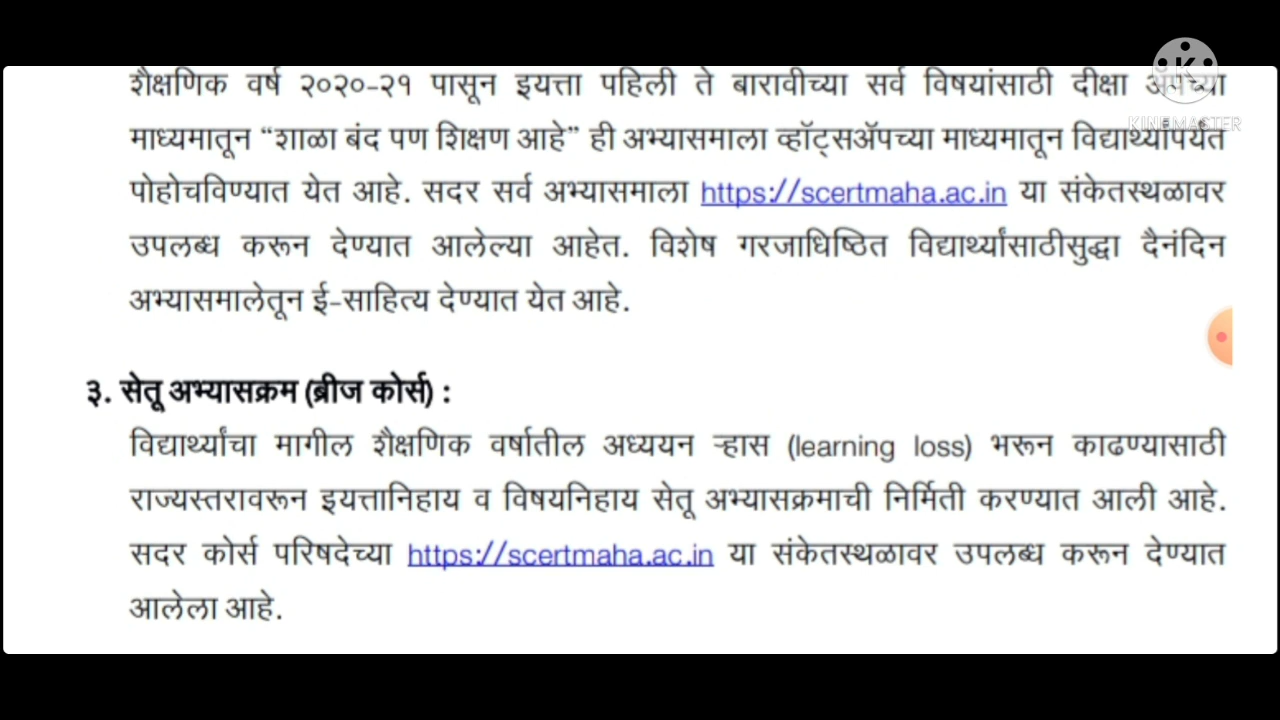 शैक्षणिक वर्ष २०२०-२१ पासून इयत्ता पहिली ते बारावीच्या सर्व विषयांसाठी दीक्षा अॅपच्या
माध्यमातून “शाळा बंद पण शिक्षण आहे” ही अभ्यासमाला व्हॉट्सॲपच्या माध्यमातून विद्यार्थ्यांपर्यंत
पोहोचविण्यात येत आहे. सदर सर्व अभ्यासमाला https://scertmaha.ac.in या संकेतस्थळावर
उपलब्ध करून देण्यात आलेल्या आहेत. विशेष गरजाधिष्ठित विद्यार्थ्यांसाठीसुद्धा दैनंदिन
अभ्यासमालेतून ई-साहित्य देण्यात येत आहे.
३. सेतू अभ्यासक्रम (ब्रीज कोर्स) :
विद्यार्थ्यांचा मागील शैक्षणिक वर्षातील अध्ययन ऱ्हास (learning loss) भरून काढण्यासाठी
राज्यस्तरावरून इयत्तानिहाय व विषयनिहाय सेतू अभ्यासक्रमाची निर्मिती करण्यात आली आहे.
सदर कोर्स परिषदेच्या https://scertmaha.ac.in या संकेतस्थळावर उपलब्ध करून देण्यात
आलेला आहे.
K
KINEMASTER